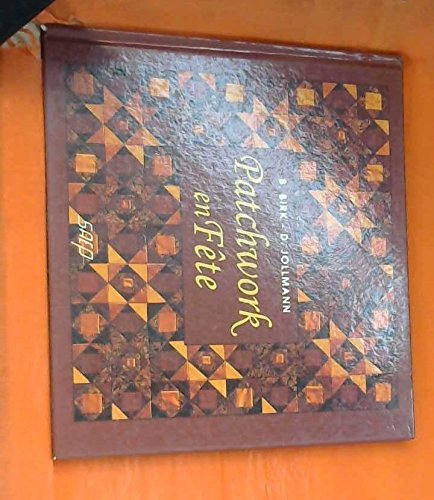 B. BIRK - D. JOLLMANN
Patchwork
en Fête
SAEP